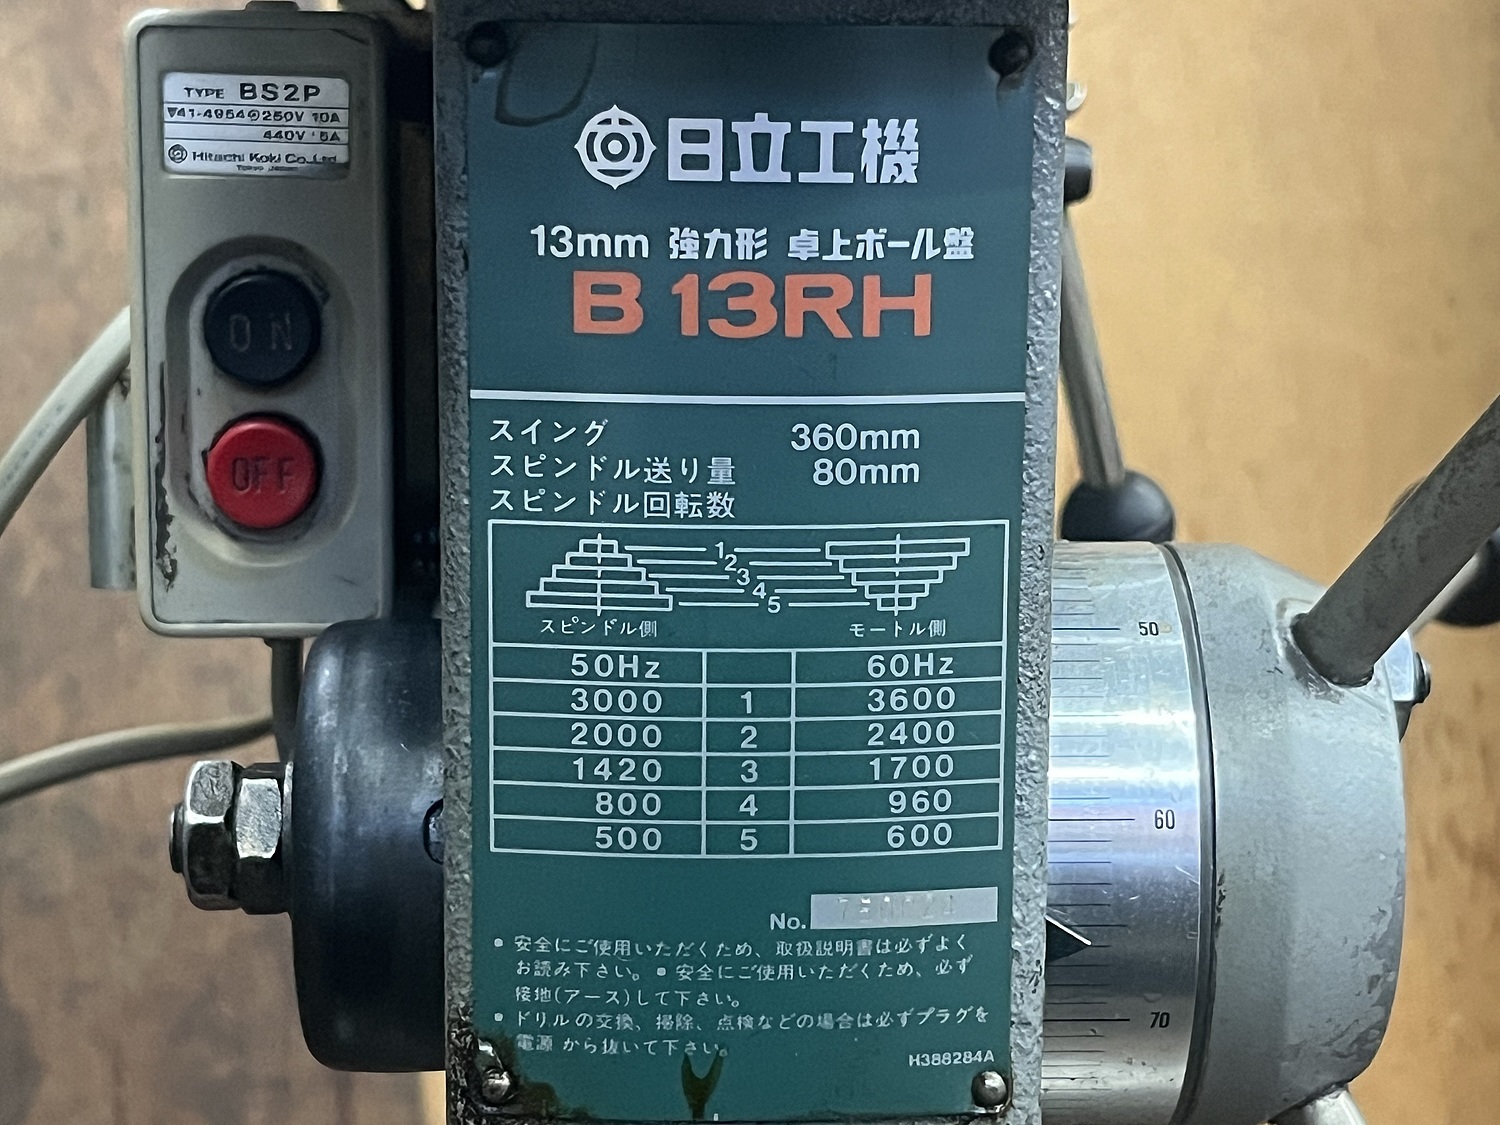 TYPE BS2P
▼41-4954 250V 10A
440V 5A
Hitachi Koki Co.,Ltd.
ON
OFF
日立工機
13mm 強力形 卓上ボール盤
B13RH
スイング 360mm
スピンドル送り量 80mm
スピンドル回転数
1
2
3
4
5
スピンドル側 モートル側
50Hz 60Hz
3000 1 3600
2000 2 2400
1420 3 1700
800 4 960
500 5 600
No.
• 安全にご使用いただくため、取扱説明書は必ずよく
お読み下さい。• 安全にご使用いただくため、必ず
接地(アース)して下さい。
• ドリルの交換、掃除、点検などの場合は必ずプラグを
電源から抜いて下さい。
H388284A
50
60
70